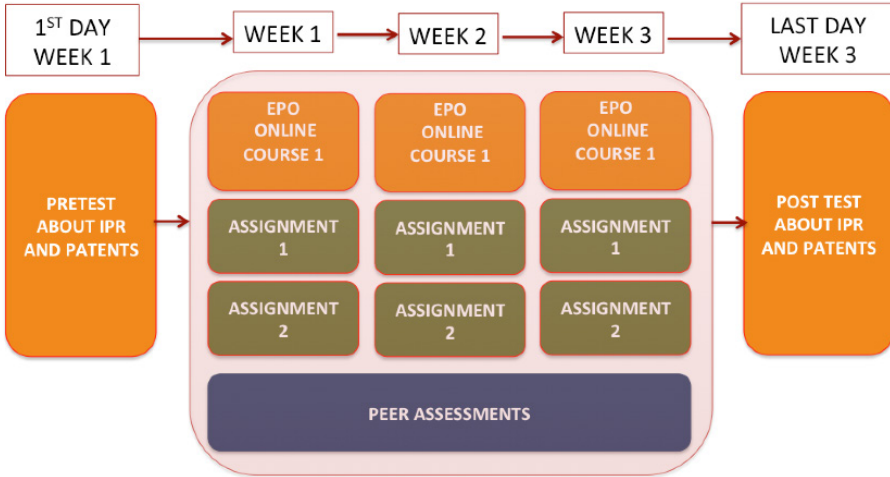 1ST DAY
WEEK 1
WEEK 1
WEEK 2
WEEK 3
LAST DAY
WEEK 3
PRETEST
ABOUT IPR
AND PATENTS
EPO
ONLINE
COURSE 1
EPO
ONLINE
COURSE 1
EPO
ONLINE
COURSE 1
ASSIGNMENT
1
ASSIGNMENT
1
ASSIGNMENT
1
ASSIGNMENT
2
ASSIGNMENT
2
ASSIGNMENT
2
PEER ASSESSMENTS
POST TEST
ABOUT IPR
AND PATENTS